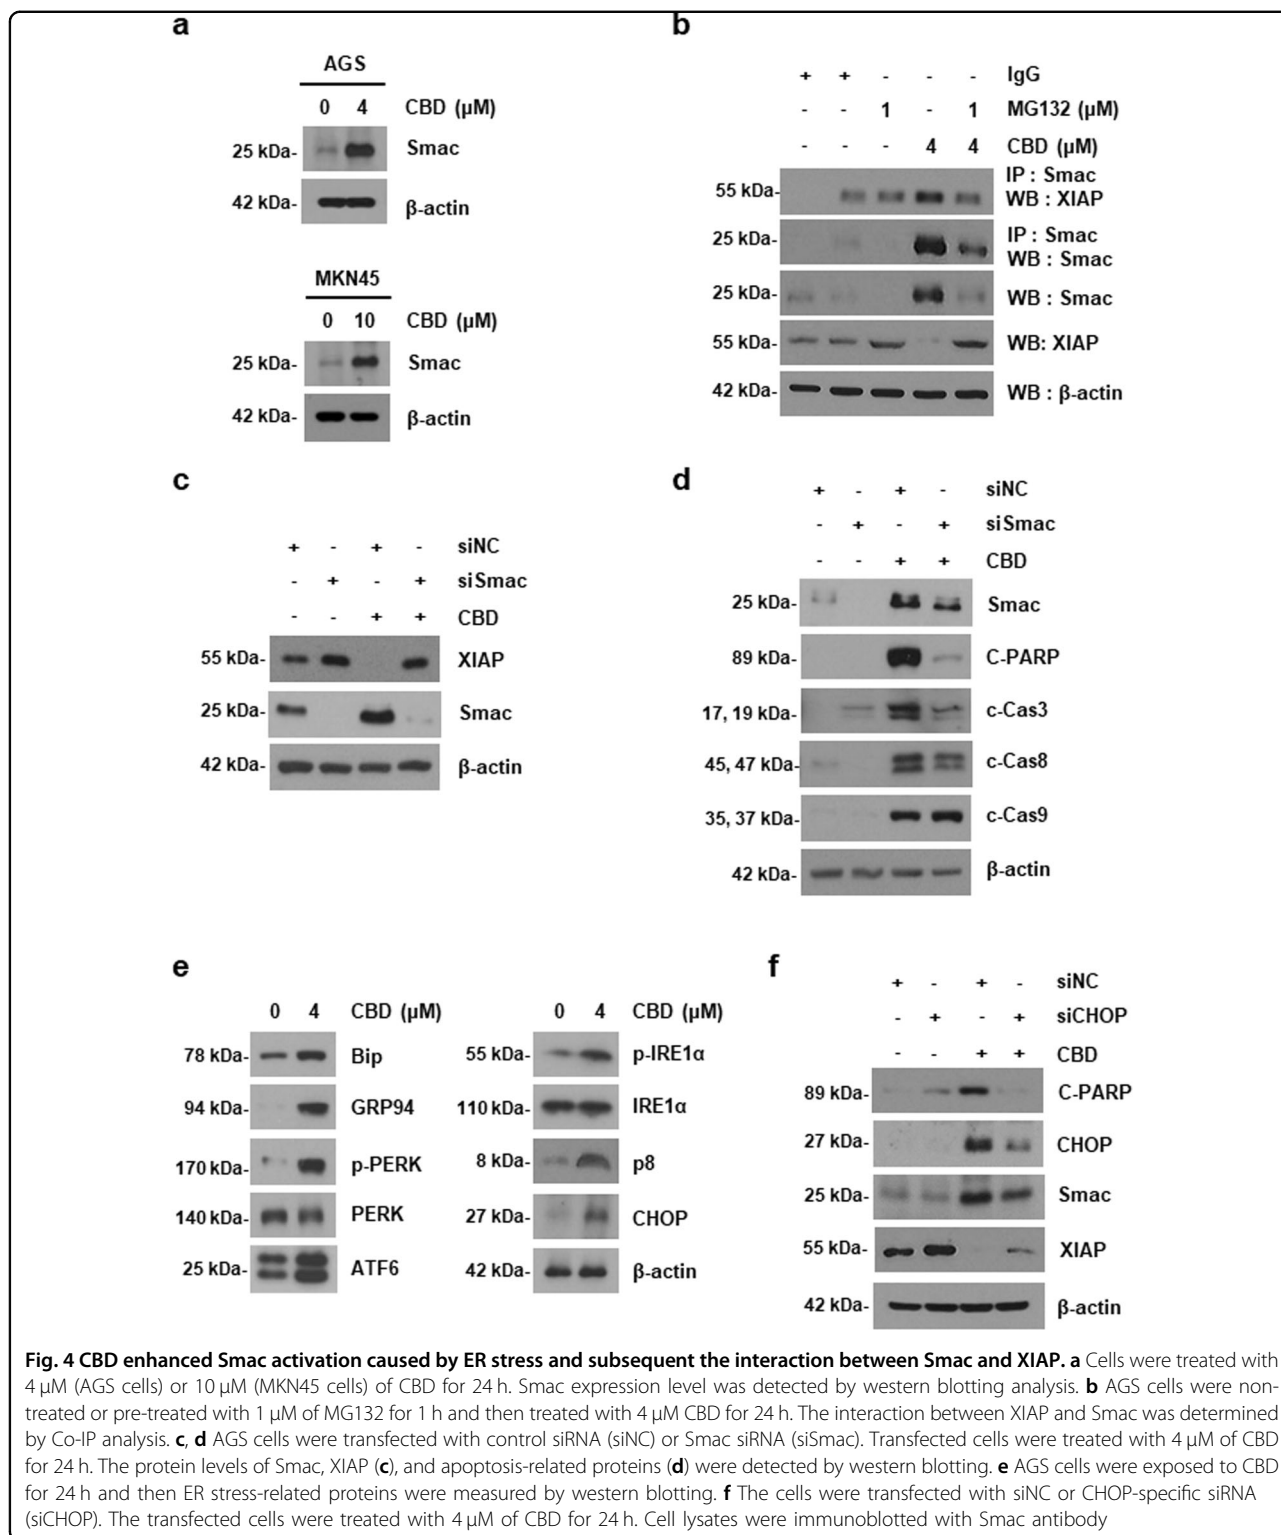 a
AGS
0 4 CBD (µM)
25 kDa- Smac
42 kDa- β-actin
MKN45
0 10 CBD (µM)
25 kDa- Smac
42 kDa- β-actin
b
+ + - - - IgG
- - 1 - 1 MG132 (µM)
- - - 4 4 CBD (µM)
55 kDa- IP : Smac
WB : XIAP
25 kDa- IP : Smac
WB : Smac
25 kDa- WB : Smac
55 kDa- WB: XIAP
42 kDa- WB : β-actin
c
+ - + - siNC
- + - + siSmac
- - + + CBD
55 kDa- XIAP
25 kDa- Smac
42 kDa- β-actin
d
+ - + - siNC
- + - + siSmac
- - + + CBD
25 kDa- Smac
89 kDa- C-PARP
17, 19 kDa- c-Cas3
45, 47 kDa- c-Cas8
35, 37 kDa- c-Cas9
42 kDa- β-actin
e
0 4 CBD (µM)
78 kDa- Bip
94 kDa- GRP94
170 kDa- p-PERK
140 kDa- PERK
25 kDa- ATF6
0 4 CBD (µM)
55 kDa- p-IRE1α
110 kDa- IRE1α
8 kDa- p8
27 kDa- CHOP
42 kDa- β-actin
f
+ - + - siNC
- + - + siCHOP
- - + + CBD
89 kDa- C-PARP
27 kDa- CHOP
25 kDa- Smac
55 kDa- XIAP
42 kDa- β-actin
Fig. 4 CBD enhanced Smac activation caused by ER stress and subsequent the interaction between Smac and XIAP. a Cells were treated with
4 µM (AGS cells) or 10 µM (MKN45 cells) of CBD for 24 h. Smac expression level was detected by western blotting analysis. b AGS cells were non-
treated or pre-treated with 1 µM of MG132 for 1 h and then treated with 4 µM CBD for 24 h. The interaction between XIAP and Smac was determined
by Co-IP analysis. c, d AGS cells were transfected with control siRNA (siNC) or Smac siRNA (siSmac). Transfected cells were treated with 4 µM of CBD
for 24 h. The protein levels of Smac, XIAP (c), and apoptosis-related proteins (d) were detected by western blotting. e AGS cells were exposed to CBD
for 24 h and then ER stress-related proteins were measured by western blotting. f The cells were transfected with siNC or CHOP-specific siRNA
(siCHOP). The transfected cells were treated with 4 µM of CBD for 24 h. Cell lysates were immunoblotted with Smac antibody